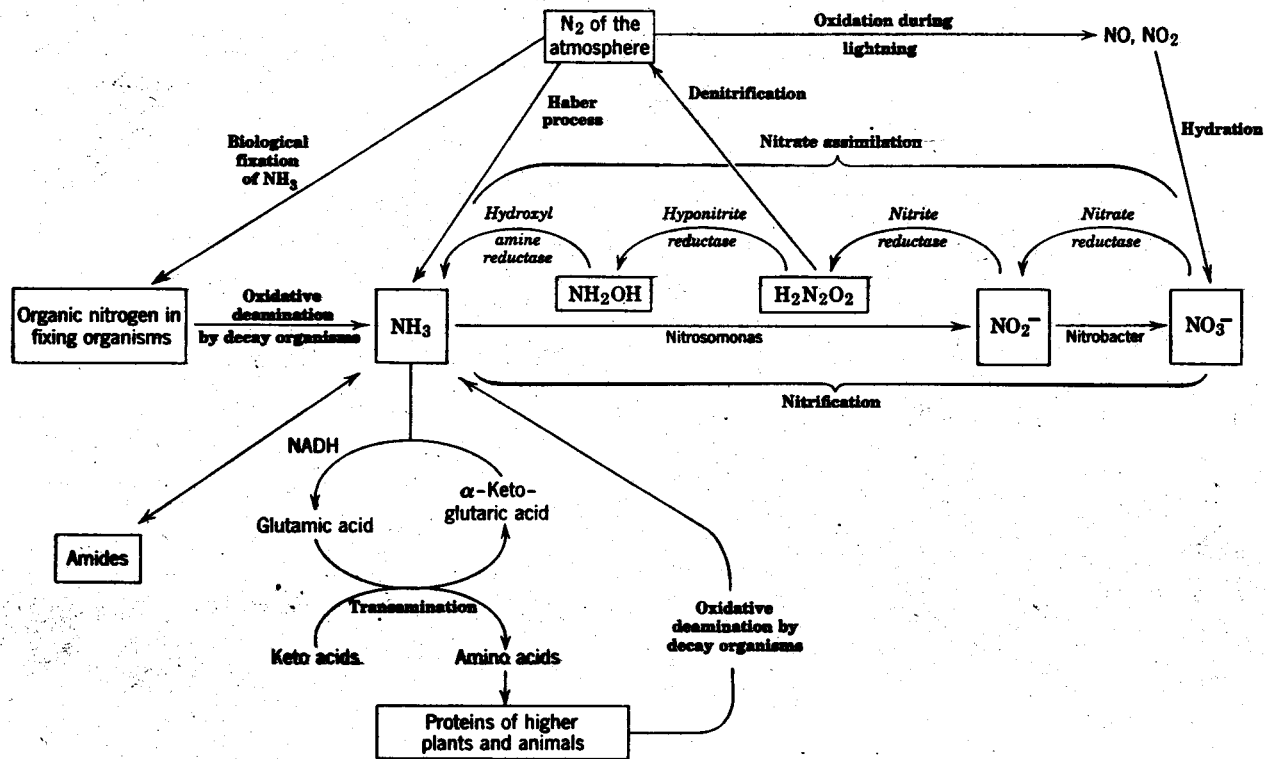 N₂ of the
atmosphere
Oxidation during
lightning
NO, NO₂
Haber
process
Denitrification
Hydration
Biological
fixation
of NH₃
Nitrate assimilation
Hydroxyl
amine
reductase
Hyponitrite
reductase
Nitrite
reductase
Nitrate
reductase
NH₂OH
H₂N₂O₂
Organic nitrogen in
fixing organisms
Oxidative
deamination
by decay organisms
NH₃
Nitrosomonas
NO₂⁻
Nitrobacter
NO₃⁻
Nitrification
NADH
α-Keto-
glutaric acid
Glutamic acid
Amides
Transamination
Oxidative
deamination by
decay organisms
Keto acids
Amino acids
Proteins of higher
plants and animals